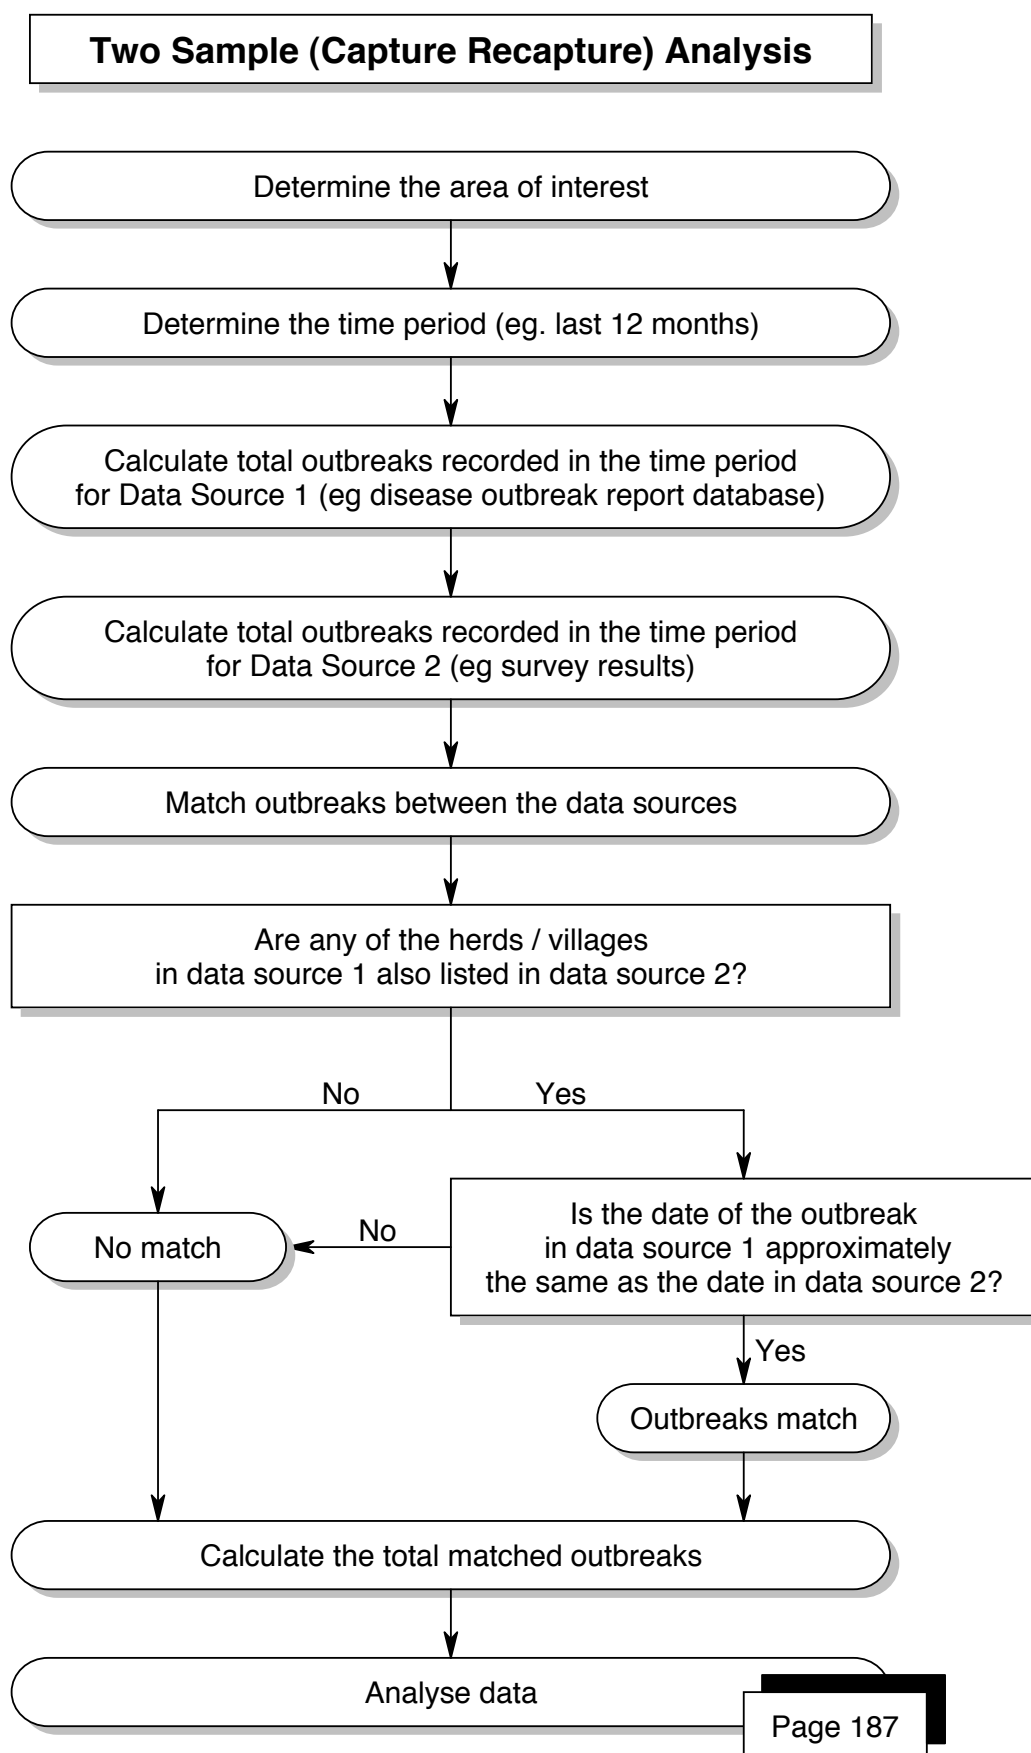 Two Sample (Capture Recapture) Analysis
Determine the area of interest
Determine the time period (eg. last 12 months)
Calculate total outbreaks recorded in the time period
for Data Source 1 (eg disease outbreak report database)
Calculate total outbreaks recorded in the time period
for Data Source 2 (eg survey results)
Match outbreaks between the data sources
Are any of the herds / villages
in data source 1 also listed in data source 2?
No
Yes
Is the date of the outbreak
in data source 1 approximately
the same as the date in data source 2?
No
No match
Yes
Outbreaks match
Calculate the total matched outbreaks
Analyse data
Page 187